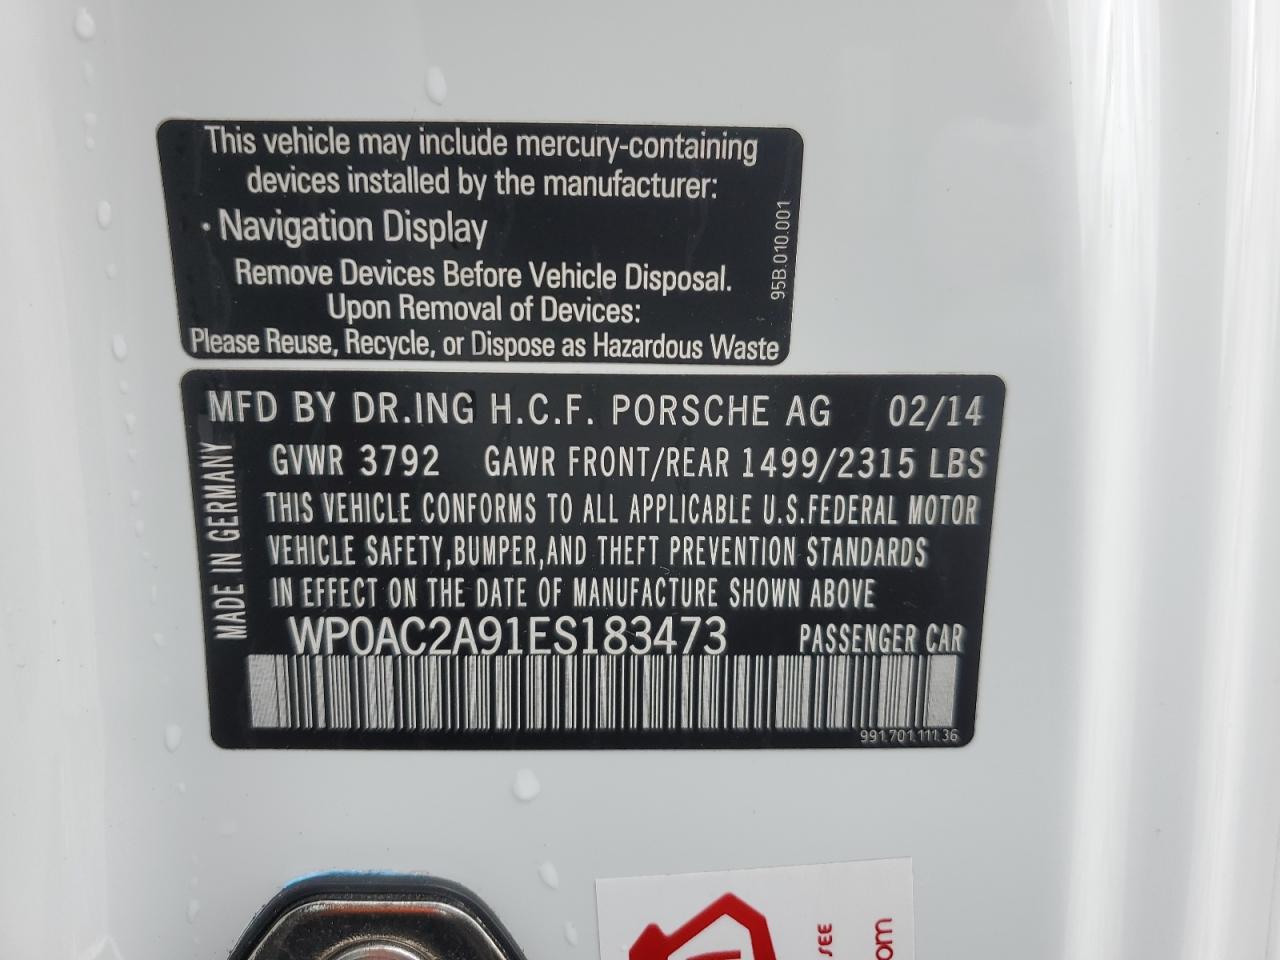 This vehicle may include mercury-containing
devices installed by the manufacturer:
· Navigation Display
Remove Devices Before Vehicle Disposal.
Upon Removal of Devices:
Please Reuse, Recycle, or Dispose as Hazardous Waste
95B.010.001
MFD BY DR.ING H.C.F. PORSCHE AG 02/14
GVWR 3792 GAWR FRONT/REAR 1499/2315 LBS
THIS VEHICLE CONFORMS TO ALL APPLICABLE U.S.FEDERAL MOTOR
VEHICLE SAFETY,BUMPER,AND THEFT PREVENTION STANDARDS
IN EFFECT ON THE DATE OF MANUFACTURE SHOWN ABOVE
WP0AC2A91ES183473 PASSENGER CAR
991.701.111.36
MADE IN GERMANY
SEE
om